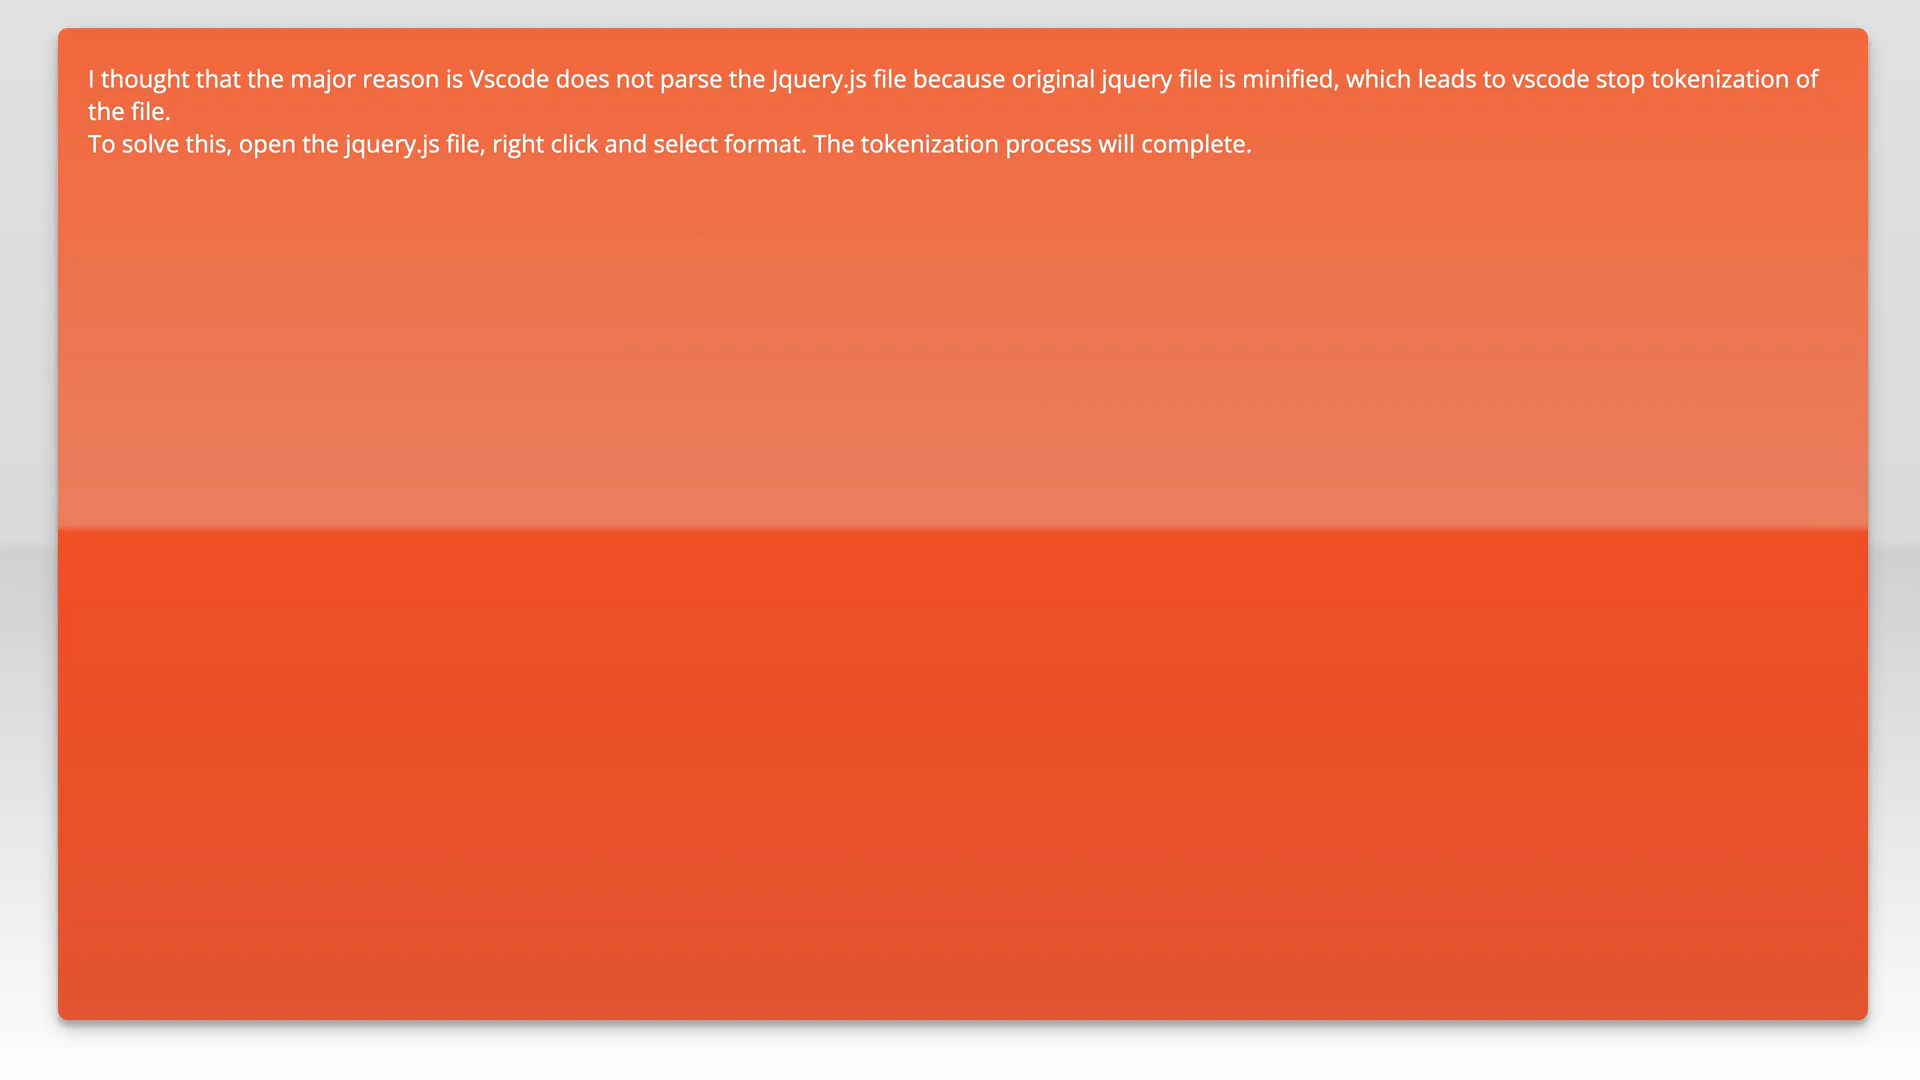 I thought that the major reason is Vscode does not parse the Jquery.js file because original jquery file is minified, which leads to vscode stop tokenization of
the file.
To solve this, open the jquery.js file, right click and select format. The tokenization process will complete.